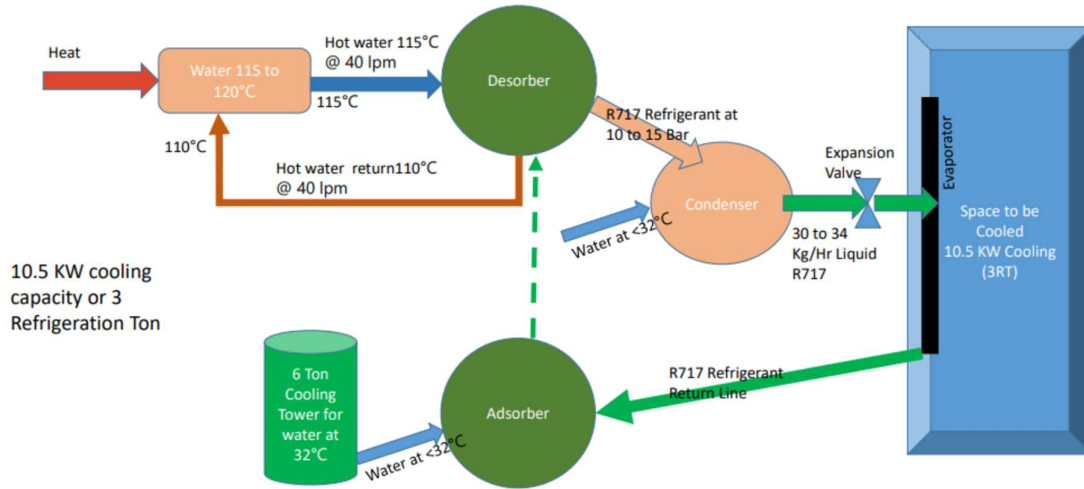 Heat
Water 115 to
120°C
Hot water 115°C
@ 40 lpm
115°C
Desorber
110°C
Hot water return110°C
@ 40 lpm
R717 Refrigerant at
10 to 15 Bar
Condenser
Water at <32°C
Expansion
Valve
30 to 34
Kg/Hr Liquid
R717
Evaporator
Space to be
Cooled
10.5 KW Cooling
(3RT)
10.5 KW cooling
capacity or 3
Refrigeration Ton
6 Ton
Cooling
Tower for
water at
32°C
Water at <32°C
Adsorber
R717 Refrigerant
Return Line